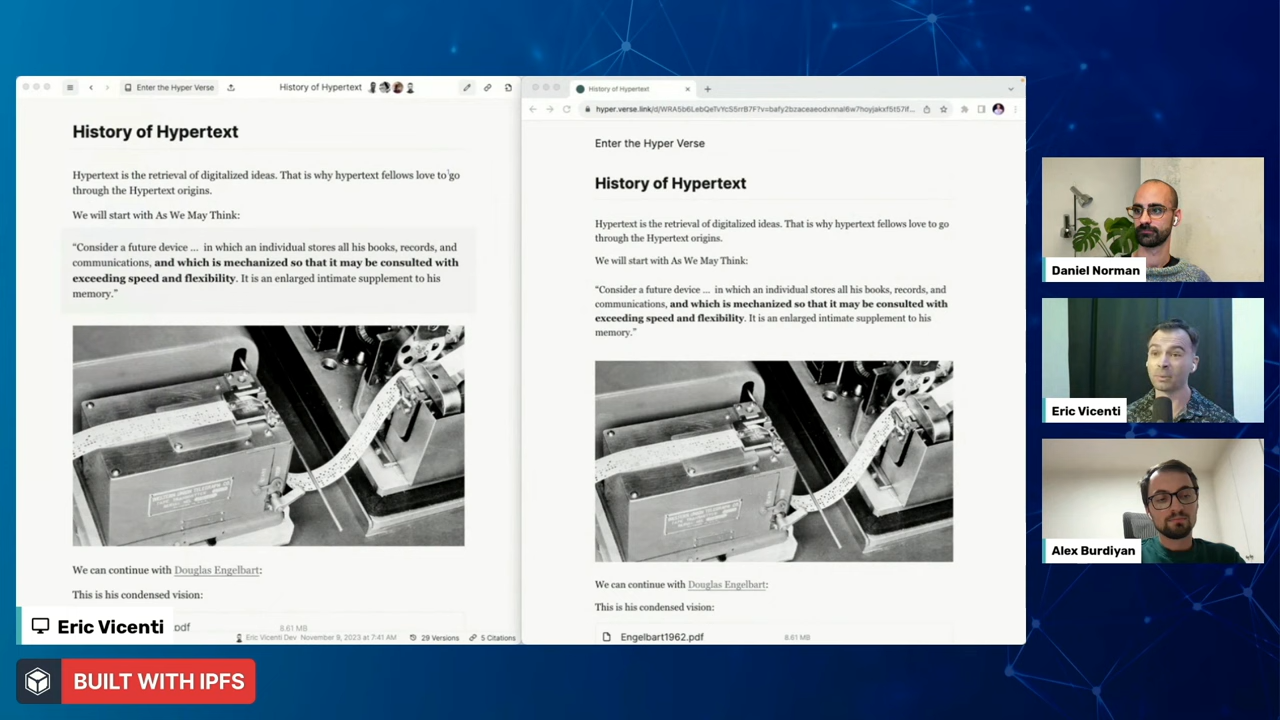 Enter the Hyper Verse
History of Hypertext
History of Hypertext
Hypertext is the retrieval of digitalized ideas. That is why hypertext fellows love to go
through the Hypertext origins.
We will start with As We May Think:
"Consider a future device ... in which an individual stores all his books, records, and
communications, and which is mechanized so that it may be consulted with
exceeding speed and flexibility. It is an enlarged intimate supplement to his
memory."
We can continue with Douglas Engelbart:
This is his condensed vision:
pdf
8.61 MB
Eric Vicenti Dev November 9, 2023 at 7:41 AM
29 Versions
5 Citations
Eric Vicenti
History of Hypertext
Enter the Hyper Verse
History of Hypertext
Hypertext is the retrieval of digitalized ideas. That is why hypertext fellows love to go
through the Hypertext origins.
We will start with As We May Think:
"Consider a future device ... in which an individual stores all his books, records, and
communications, and which is mechanized so that it may be consulted with
exceeding speed and flexibility. It is an enlarged intimate supplement to his
memory."
We can continue with Douglas Engelbart:
This is his condensed vision:
Engelbart1962.pdf
8.61 MB
Daniel Norman
Eric Vicenti
Alex Burdiyan
BUILT WITH IPFS